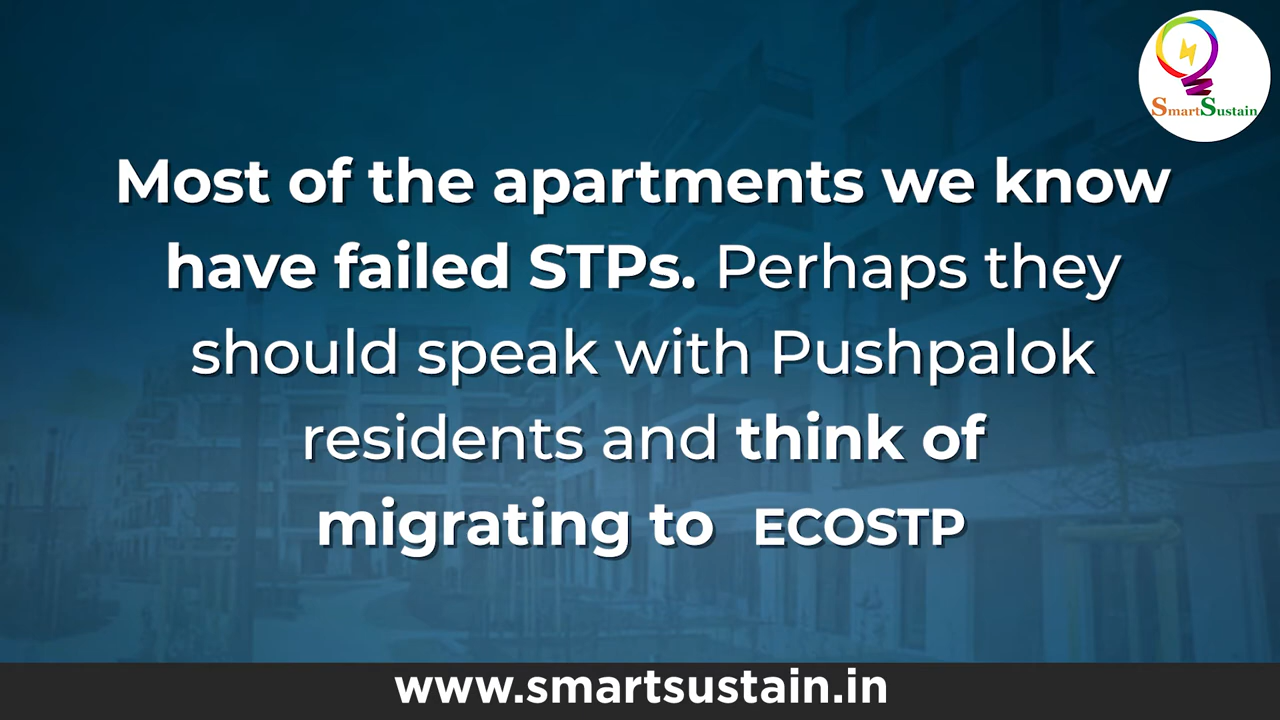 SmartSustain
Most of the apartments we know
have failed STPs. Perhaps they
should speak with Pushpalok
residents and think of
migrating to ECOSTP
www.smartsustain.in